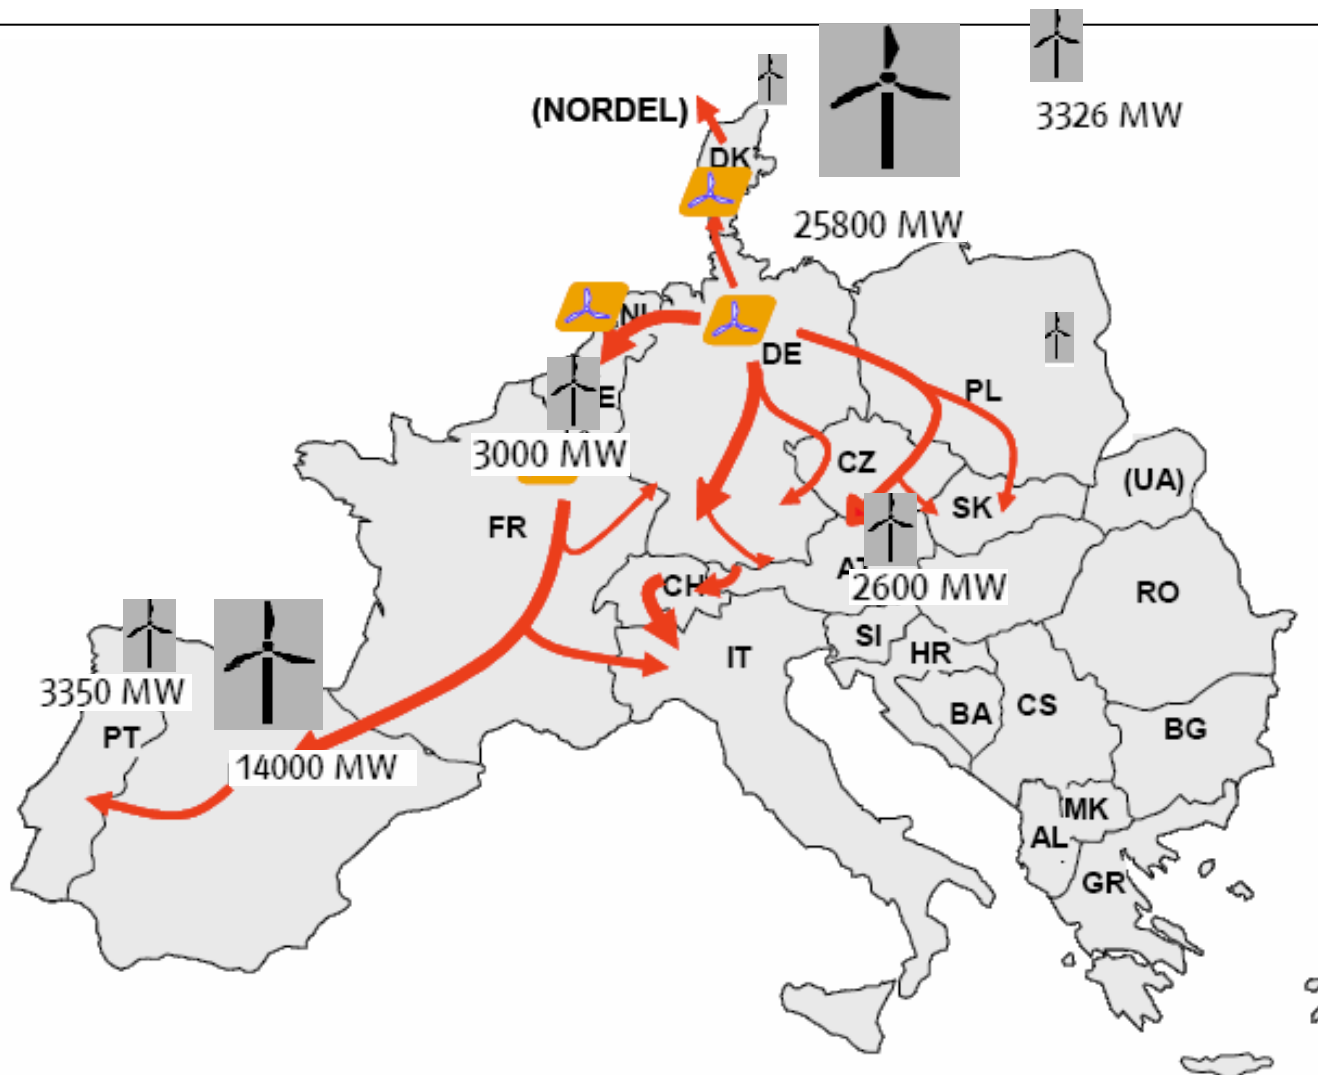 3326 MW
(NORDEL)
DK
25800 MW
NL
DE
PL
E
3000 MW
CZ
(UA)
SK
FR
CH
2600 MW
RO
SI
HR
IT
3350 MW
BA
CS
BG
PT
14000 MW
MK
AL
GR